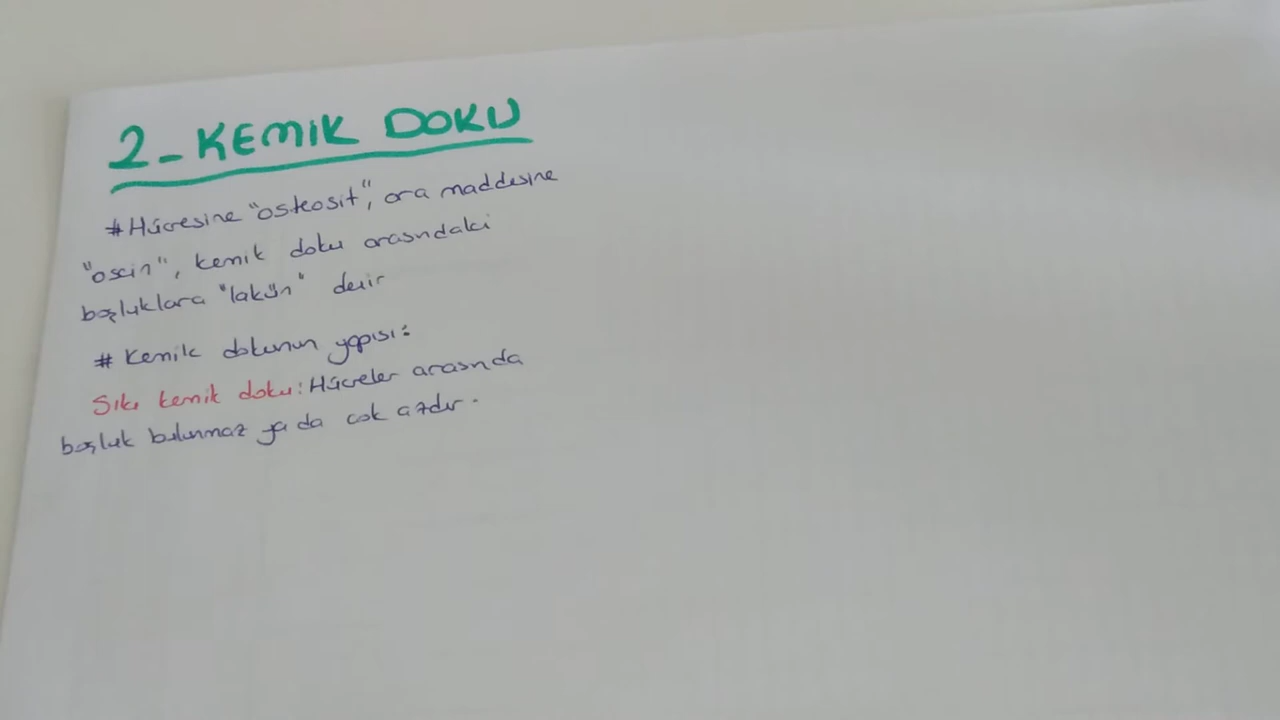 2- KEMİK DOKU
# Hücresine "osteosit", ara maddesine
"osein", kemik doku arasındaki
boşluklara "lakün" denir
# Kemik dokunun yapısı:
Sıkı kemik doku: Hücreler arasında
boşluk bulunmaz ya da çok azdır.